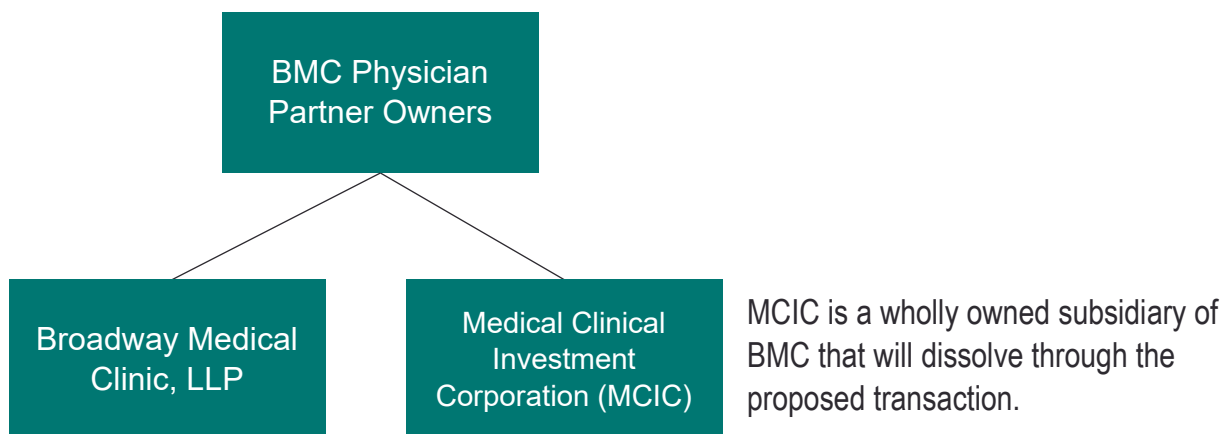 BMC Physician
Partner Owners
Broadway Medical
Clinic, LLP
Medical Clinical
Investment
Corporation (MCIC)
MCIC is a wholly owned subsidiary of
BMC that will dissolve through the
proposed transaction.